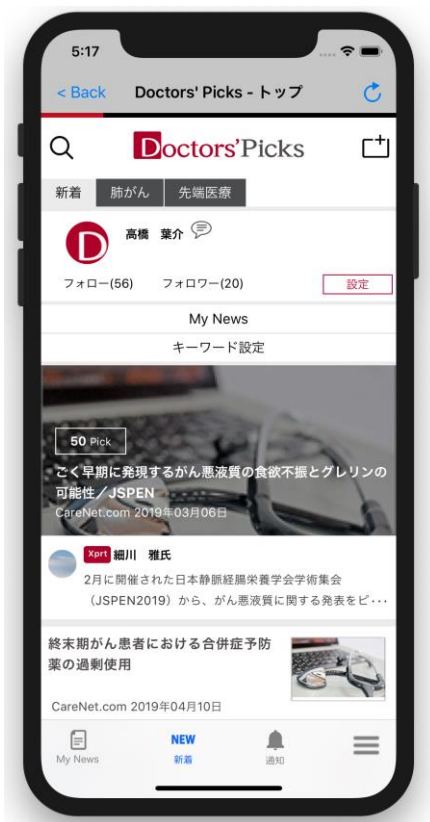 5:17
< Back Doctors' Picks - トップ
Doctors'Picks
新着 肺がん 先端医療
高橋 葉介
フォロー(56) フォロワー(20) 設定
My News
キーワード設定
50 Pick
ごく早期に発現するがん悪液質の食欲不振とグレリンの
可能性／JSPEN
CareNet.com 2019年03月06日
Xprt 細川 雅氏
2月に開催された日本静脈経腸栄養学会学術集会
（JSPEN2019）から、がん悪液質に関する発表をピ･･･
終末期がん患者における合併症予防
薬の過剰使用
CareNet.com 2019年04月10日
NEW
My News 新着 通知